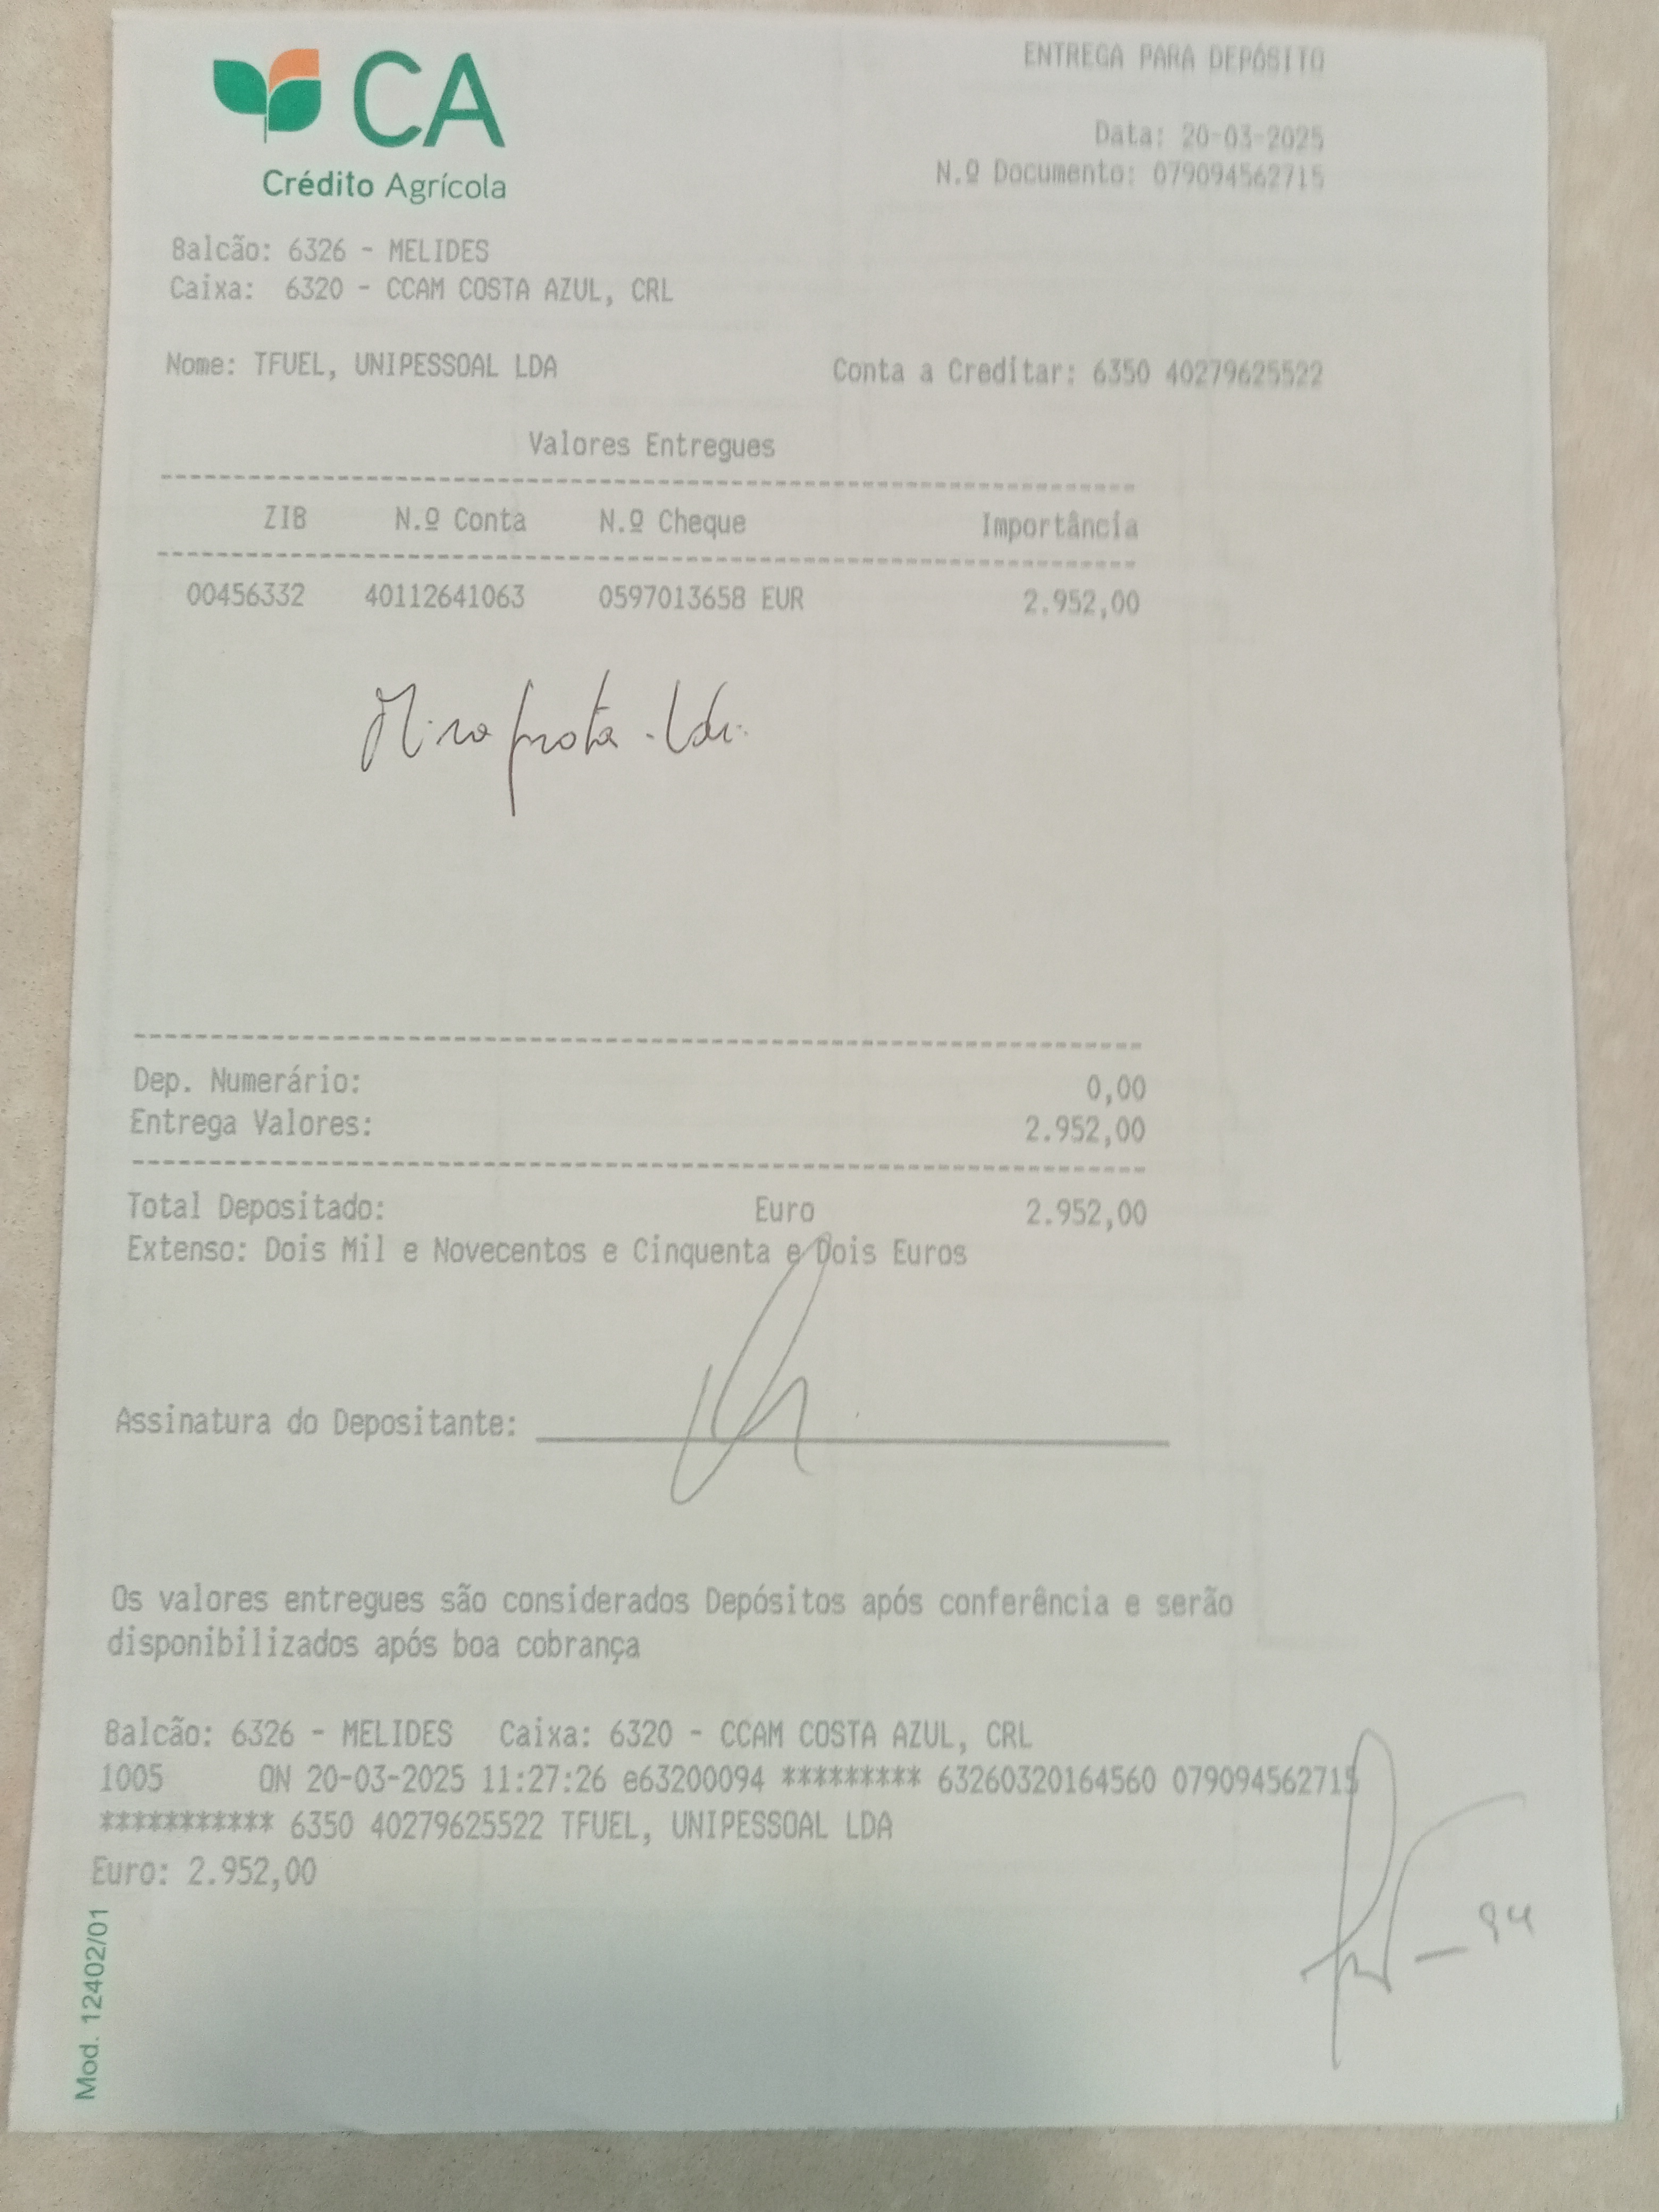 CA
Crédito Agrícola
ENTREGA PARA DEPÓSITO
Data: 20-03-2025
N.º Documento: 079094562715
Balcão: 6326 - MELIDES
Caixa: 6320 - CCAM COSTA AZUL, CRL
Nome: TFUEL, UNIPESSOAL LDA Conta a Creditar: 6350 40279625522
Valores Entregues
ZIB N.º Conta N.º Cheque Importância
00456332 40112641063 0597013658 EUR 2.952,00
Mirafrota. Lda.
Dep. Numerário: 0,00
Entrega Valores: 2.952,00
Total Depositado: Euro 2.952,00
Extenso: Dois Mil e Novecentos e Cinquenta e Dois Euros
Assinatura do Depositante:
Os valores entregues são considerados Depósitos após conferência e serão
disponibilizados após boa cobrança
Balcão: 6326 - MELIDES Caixa: 6320 - CCAM COSTA AZUL, CRL
1005 ON 20-03-2025 11:27:26 e63200094 ********* 63260320164560 079094562715
*********** 6350 40279625522 TFUEL, UNIPESSOAL LDA
Euro: 2.952,00
- 94
Mod. 12402/01